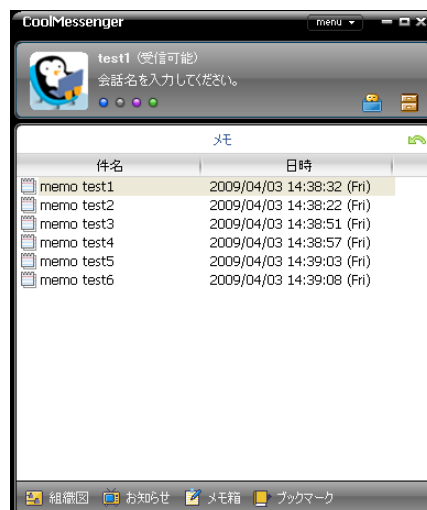 CoolMessenger menu
test1 (受信可能)
会話名を入力してください。
メモ
件名 日時
memo test1 2009/04/03 14:38:32 (Fri)
memo test2 2009/04/03 14:38:22 (Fri)
memo test3 2009/04/03 14:38:51 (Fri)
memo test4 2009/04/03 14:38:57 (Fri)
memo test5 2009/04/03 14:39:03 (Fri)
memo test6 2009/04/03 14:39:08 (Fri)
組織図 お知らせ メモ箱 ブックマーク